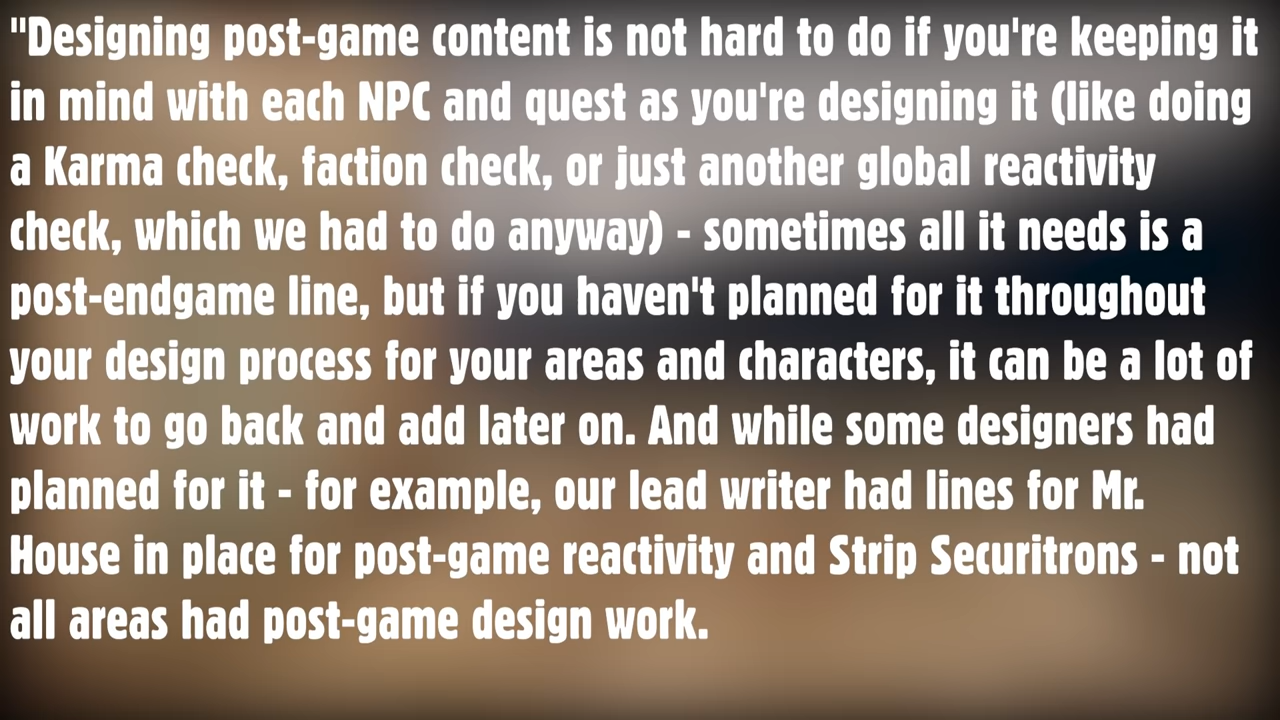 "Designing post-game content is not hard to do if you're keeping it
in mind with each NPC and quest as you're designing it (like doing
a Karma check, faction check, or just another global reactivity
check, which we had to do anyway) - sometimes all it needs is a
post-endgame line, but if you haven't planned for it throughout
your design process for your areas and characters, it can be a lot of
work to go back and add later on. And while some designers had
planned for it - for example, our lead writer had lines for Mr.
House in place for post-game reactivity and Strip Securitrons - not
all areas had post-game design work.